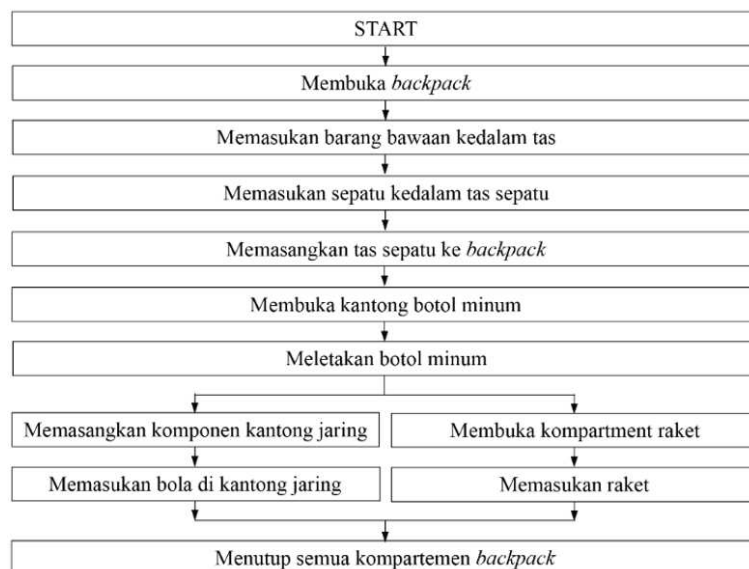 START
Membuka backpack
Memasukan barang bawaan kedalam tas
Memasukan sepatu kedalam tas sepatu
Memasangkan tas sepatu ke backpack
Membuka kantong botol minum
Meletakan botol minum
Memasangkan komponen kantong jaring
Membuka kompartment raket
Memasukan bola di kantong jaring
Memasukan raket
Menutup semua kompartemen backpack